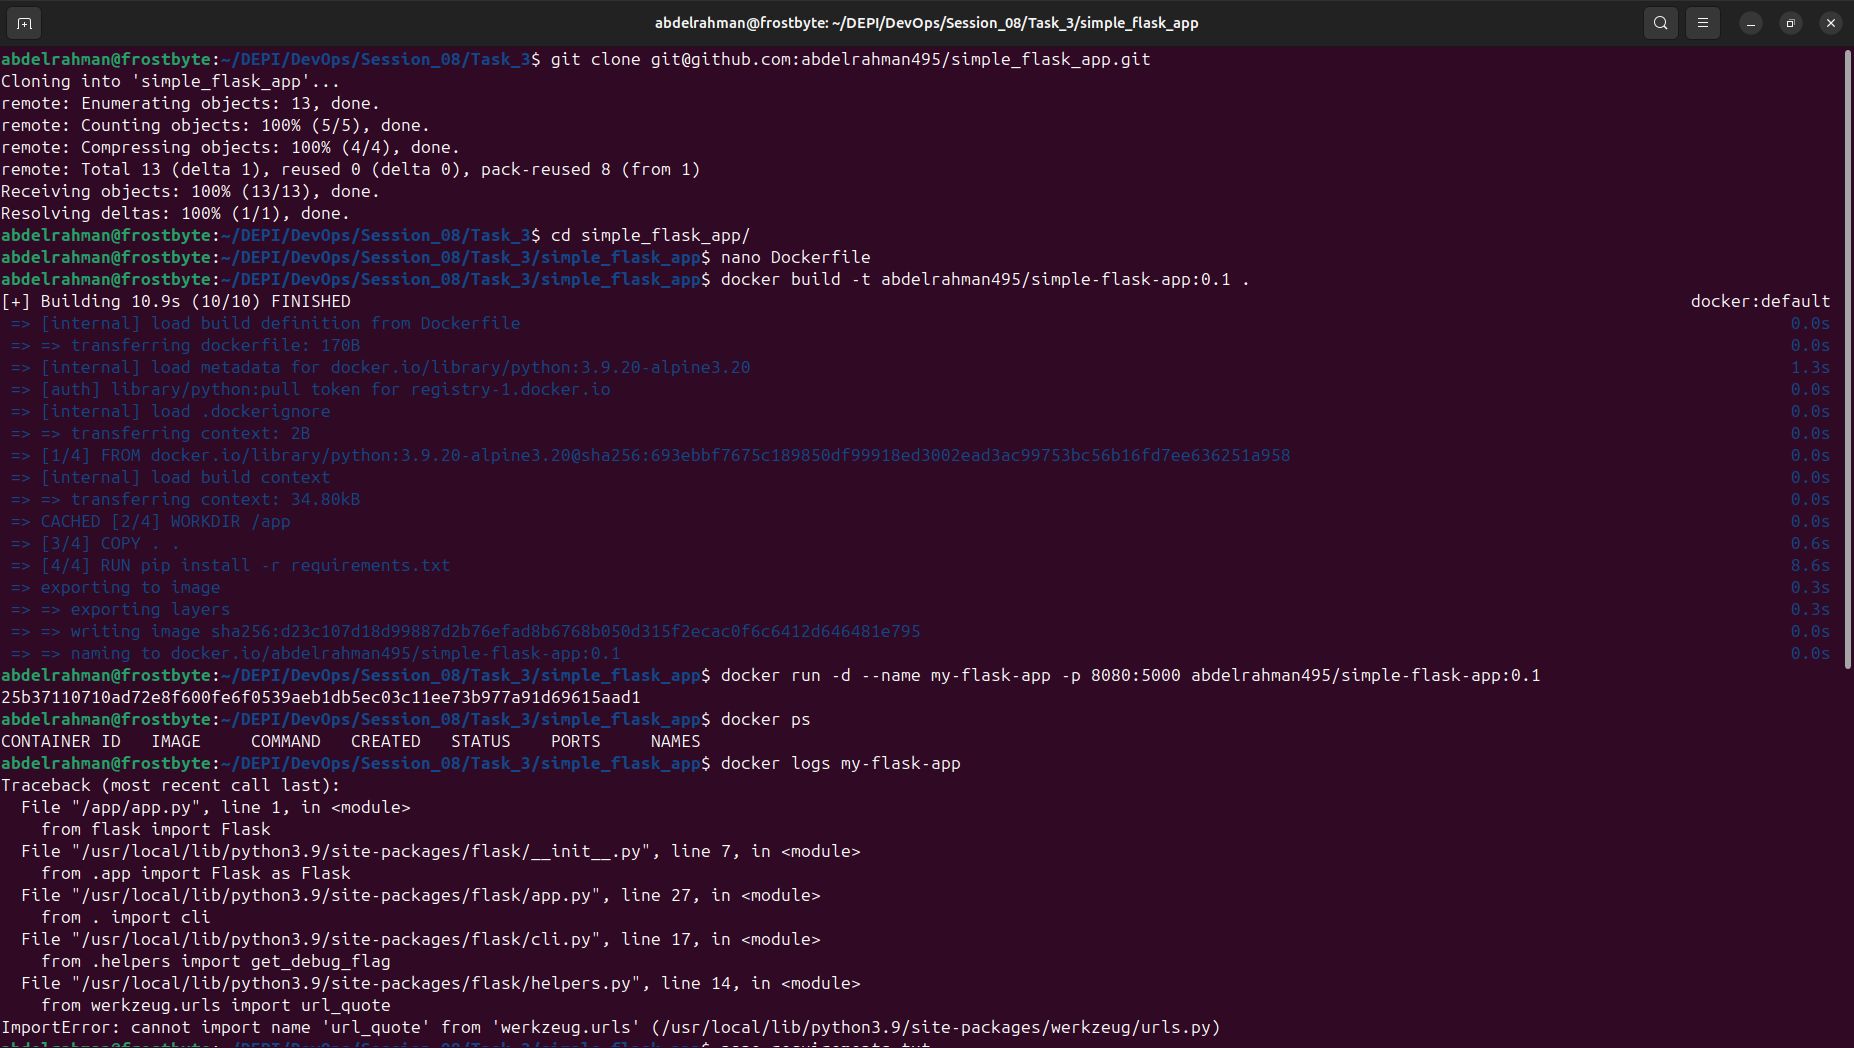 abdelrahman@frostbyte: ~/DEPI/DevOps/Session_08/Task_3/simple_flask_app
abdelrahman@frostbyte:~/DEPI/DevOps/Session_08/Task_3$ git clone git@github.com:abdelrahman495/simple_flask_app.git
Cloning into 'simple_flask_app'...
remote: Enumerating objects: 13, done.
remote: Counting objects: 100% (5/5), done.
remote: Compressing objects: 100% (4/4), done.
remote: Total 13 (delta 1), reused 0 (delta 0), pack-reused 8 (from 1)
Receiving objects: 100% (13/13), done.
Resolving deltas: 100% (1/1), done.
abdelrahman@frostbyte:~/DEPI/DevOps/Session_08/Task_3$ cd simple_flask_app/
abdelrahman@frostbyte:~/DEPI/DevOps/Session_08/Task_3/simple_flask_app$ nano Dockerfile
abdelrahman@frostbyte:~/DEPI/DevOps/Session_08/Task_3/simple_flask_app$ docker build -t abdelrahman495/simple-flask-app:0.1 .
[+] Building 10.9s (10/10) FINISHED docker:default
=> [internal] load build definition from Dockerfile 0.0s
=> => transferring dockerfile: 170B 0.0s
=> [internal] load metadata for docker.io/library/python:3.9.20-alpine3.20 1.3s
=> [auth] library/python:pull token for registry-1.docker.io 0.0s
=> [internal] load .dockerignore 0.0s
=> => transferring context: 2B 0.0s
=> [1/4] FROM docker.io/library/python:3.9.20-alpine3.20@sha256:693ebbf7675c189850df99918ed3002ead3ac99753bc56b16fd7ee636251a958 0.0s
=> [internal] load build context 0.0s
=> => transferring context: 34.80kB 0.0s
=> CACHED [2/4] WORKDIR /app 0.0s
=> [3/4] COPY . . 0.6s
=> [4/4] RUN pip install -r requirements.txt 8.6s
=> exporting to image 0.3s
=> => exporting layers 0.3s
=> => writing image sha256:d23c107d18d99887d2b76efad8b6768b050d315f2ecac0f6c6412d646481e795 0.0s
=> => naming to docker.io/abdelrahman495/simple-flask-app:0.1 0.0s
abdelrahman@frostbyte:~/DEPI/DevOps/Session_08/Task_3/simple_flask_app$ docker run -d --name my-flask-app -p 8080:5000 abdelrahman495/simple-flask-app:0.1
25b37110710ad72e8f600fe6f0539aeb1db5ec03c11ee73b977a91d69615aad1
abdelrahman@frostbyte:~/DEPI/DevOps/Session_08/Task_3/simple_flask_app$ docker ps
CONTAINER ID   IMAGE     COMMAND   CREATED   STATUS    PORTS     NAMES
abdelrahman@frostbyte:~/DEPI/DevOps/Session_08/Task_3/simple_flask_app$ docker logs my-flask-app
Traceback (most recent call last):
  File "/app/app.py", line 1, in <module>
    from flask import Flask
  File "/usr/local/lib/python3.9/site-packages/flask/__init__.py", line 7, in <module>
    from .app import Flask as Flask
  File "/usr/local/lib/python3.9/site-packages/flask/app.py", line 27, in <module>
    from . import cli
  File "/usr/local/lib/python3.9/site-packages/flask/cli.py", line 17, in <module>
    from .helpers import get_debug_flag
  File "/usr/local/lib/python3.9/site-packages/flask/helpers.py", line 14, in <module>
    from werkzeug.urls import url_quote
ImportError: cannot import name 'url_quote' from 'werkzeug.urls' (/usr/local/lib/python3.9/site-packages/werkzeug/urls.py)